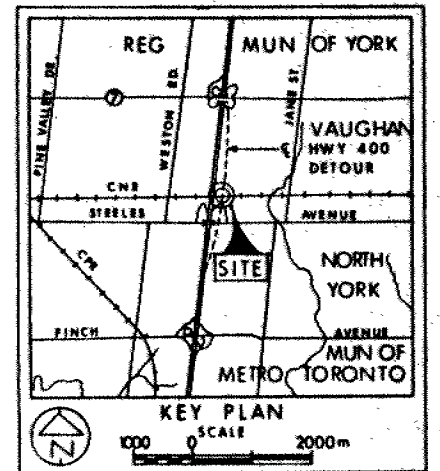 REG MUN OF YORK
PINE VALLEY DR
WESTON RD.
JANE ST.
7
VAUGHAN
HWY 400
DETOUR
CNR
STEELES AVENUE
CPR
SITE
NORTH
YORK
FINCH AVENUE
MUN OF
METRO TORONTO
KEY PLAN
SCALE
N
1000 0 2000m